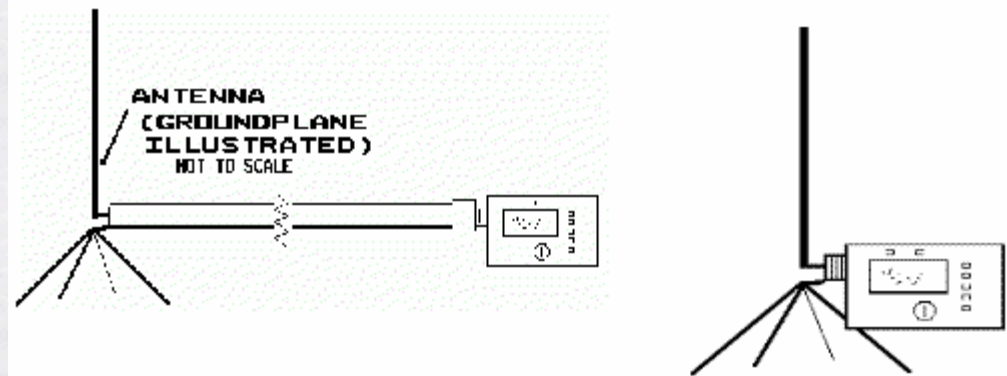 ANTENNA
(GROUNDPLANE
ILLUSTRATED)
NOT TO SCALE